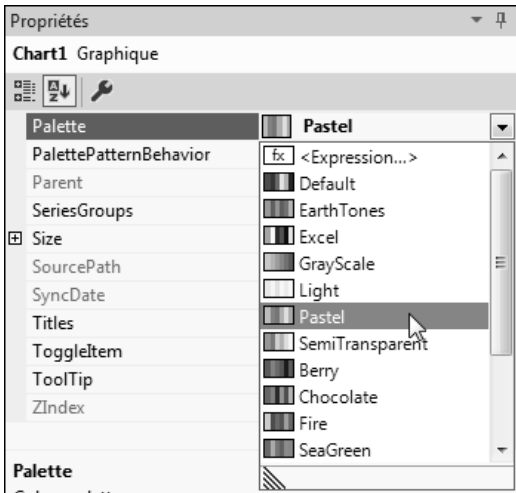 Propriétés
Chart1 Graphique
Palette Pastel
PalettePatternBehavior fx <Expression...>
Parent Default
SeriesGroups EarthTones
Size Excel
SourcePath GrayScale
SyncDate Light
Titles Pastel
ToggleItem SemiTransparent
ToolTip Berry
ZIndex Chocolate
Fire
SeaGreen
Palette